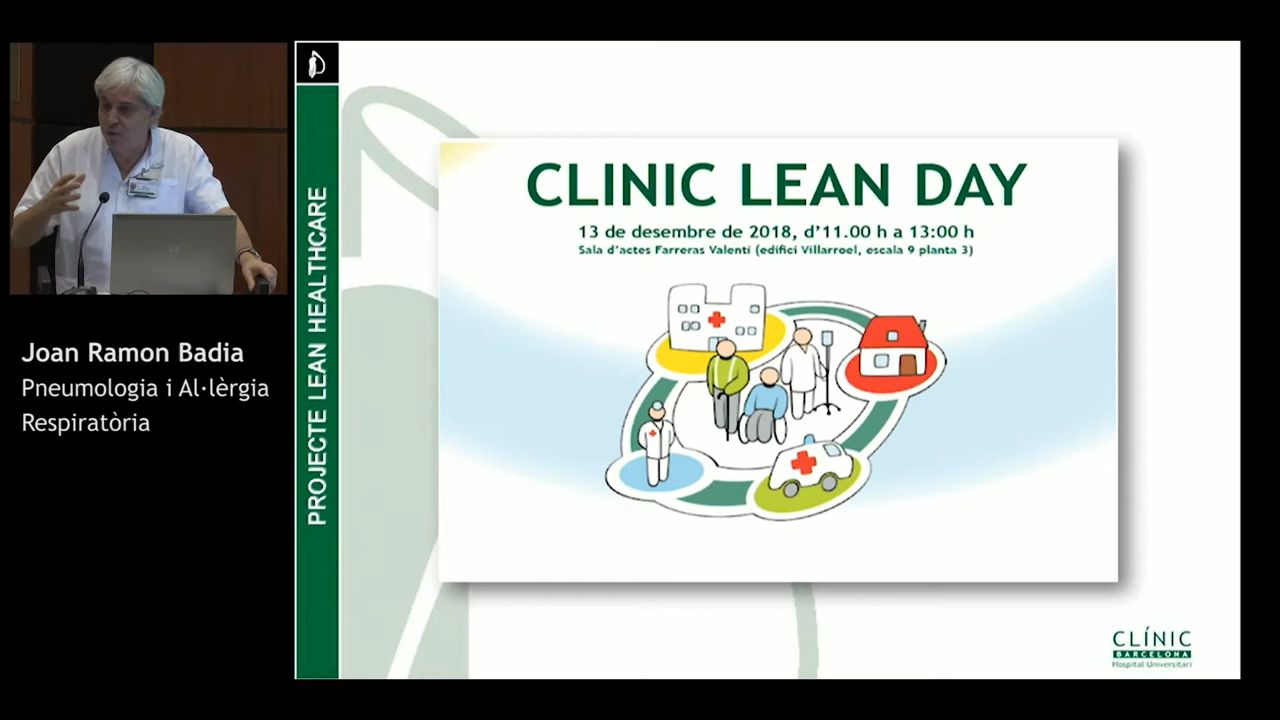 Joan Ramon Badia
Pneumologia i Al·lèrgia
Respiratòria
PROJECTE LEAN HEALTHCARE
CLINIC LEAN DAY
13 de desembre de 2018, d'11.00 h a 13:00 h
Sala d'actes Farreras Valentí (edifici Villarroel, escala 9 planta 3)
CLÍNIC
BARCELONA
Hospital Universitari